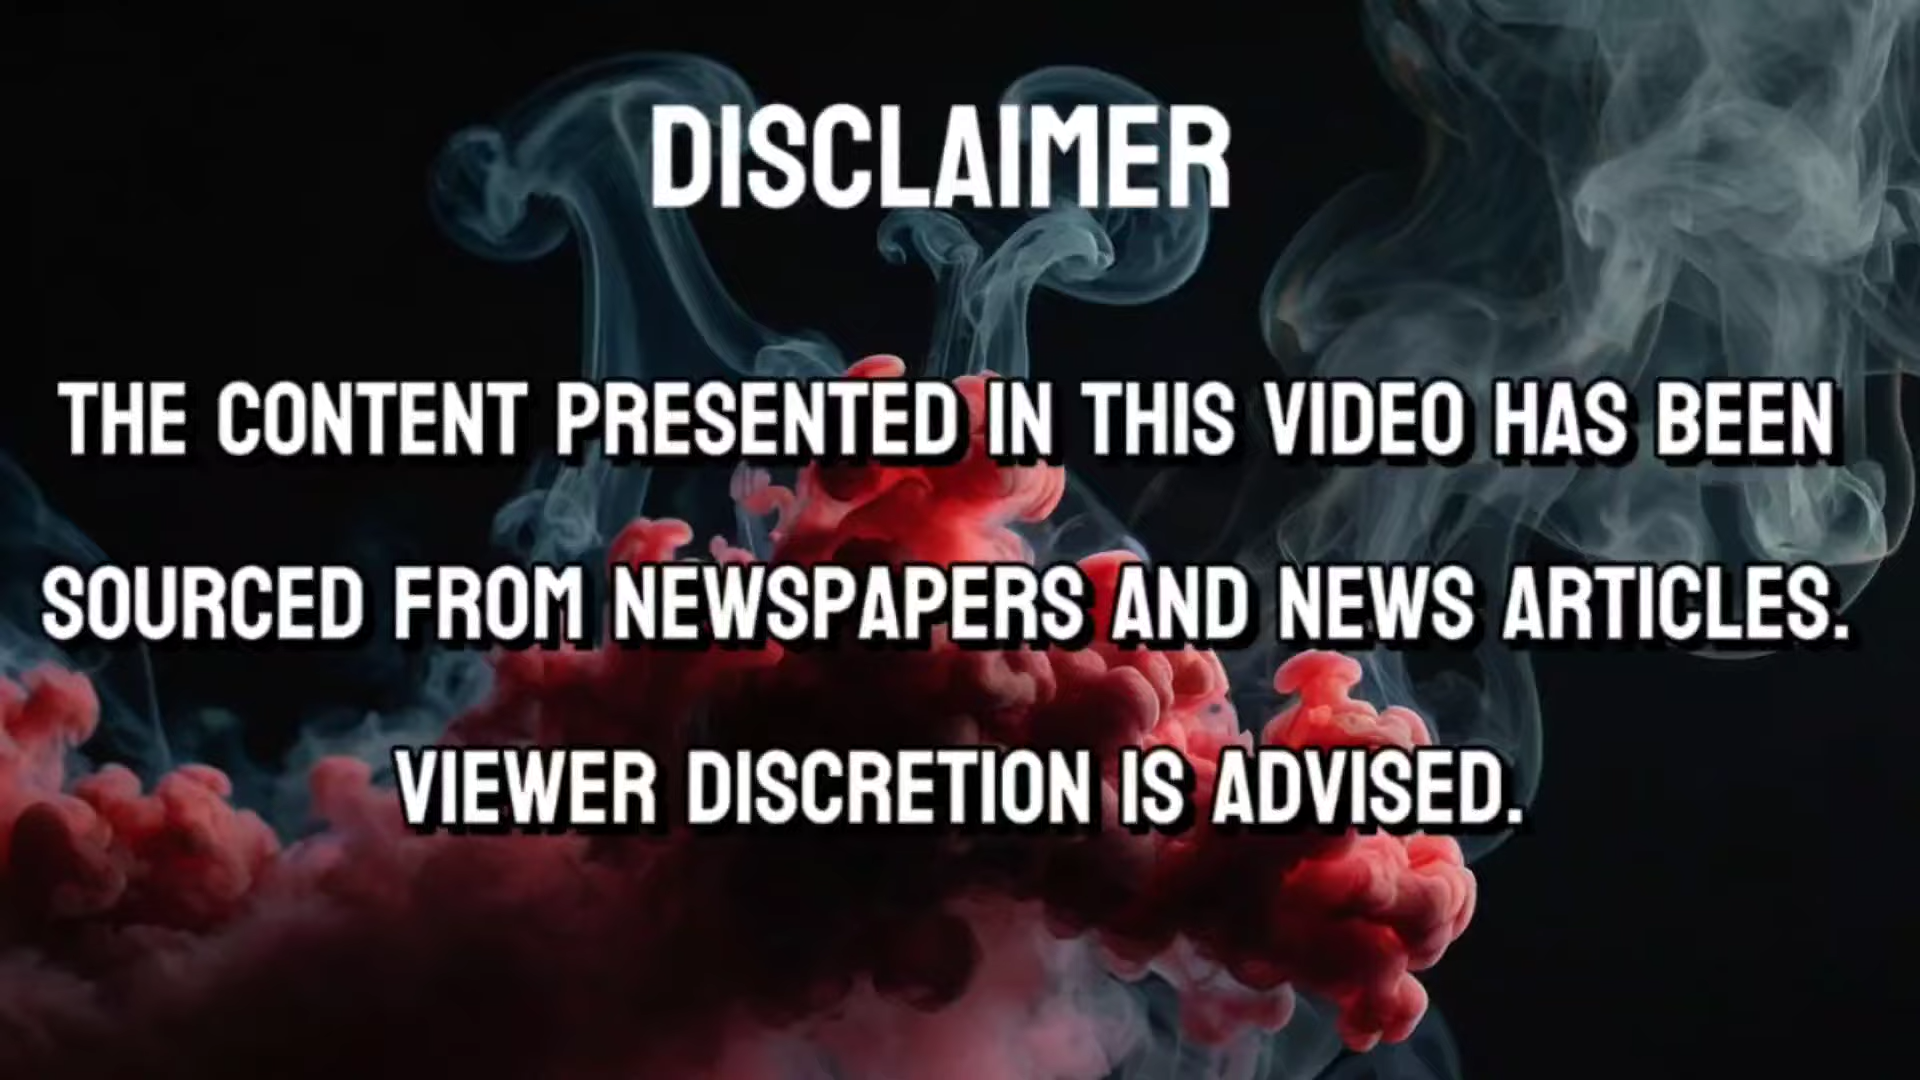 DISCLAIMER
THE CONTENT PRESENTED IN THIS VIDEO HAS BEEN
SOURCED FROM NEWSPAPERS AND NEWS ARTICLES.
VIEWER DISCRETION IS ADVISED.